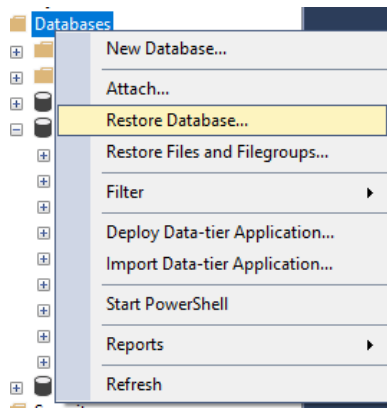 Databases
New Database...
Attach...
Restore Database...
Restore Files and Filegroups...
Filter
Deploy Data-tier Application...
Import Data-tier Application...
Start PowerShell
Reports
Refresh